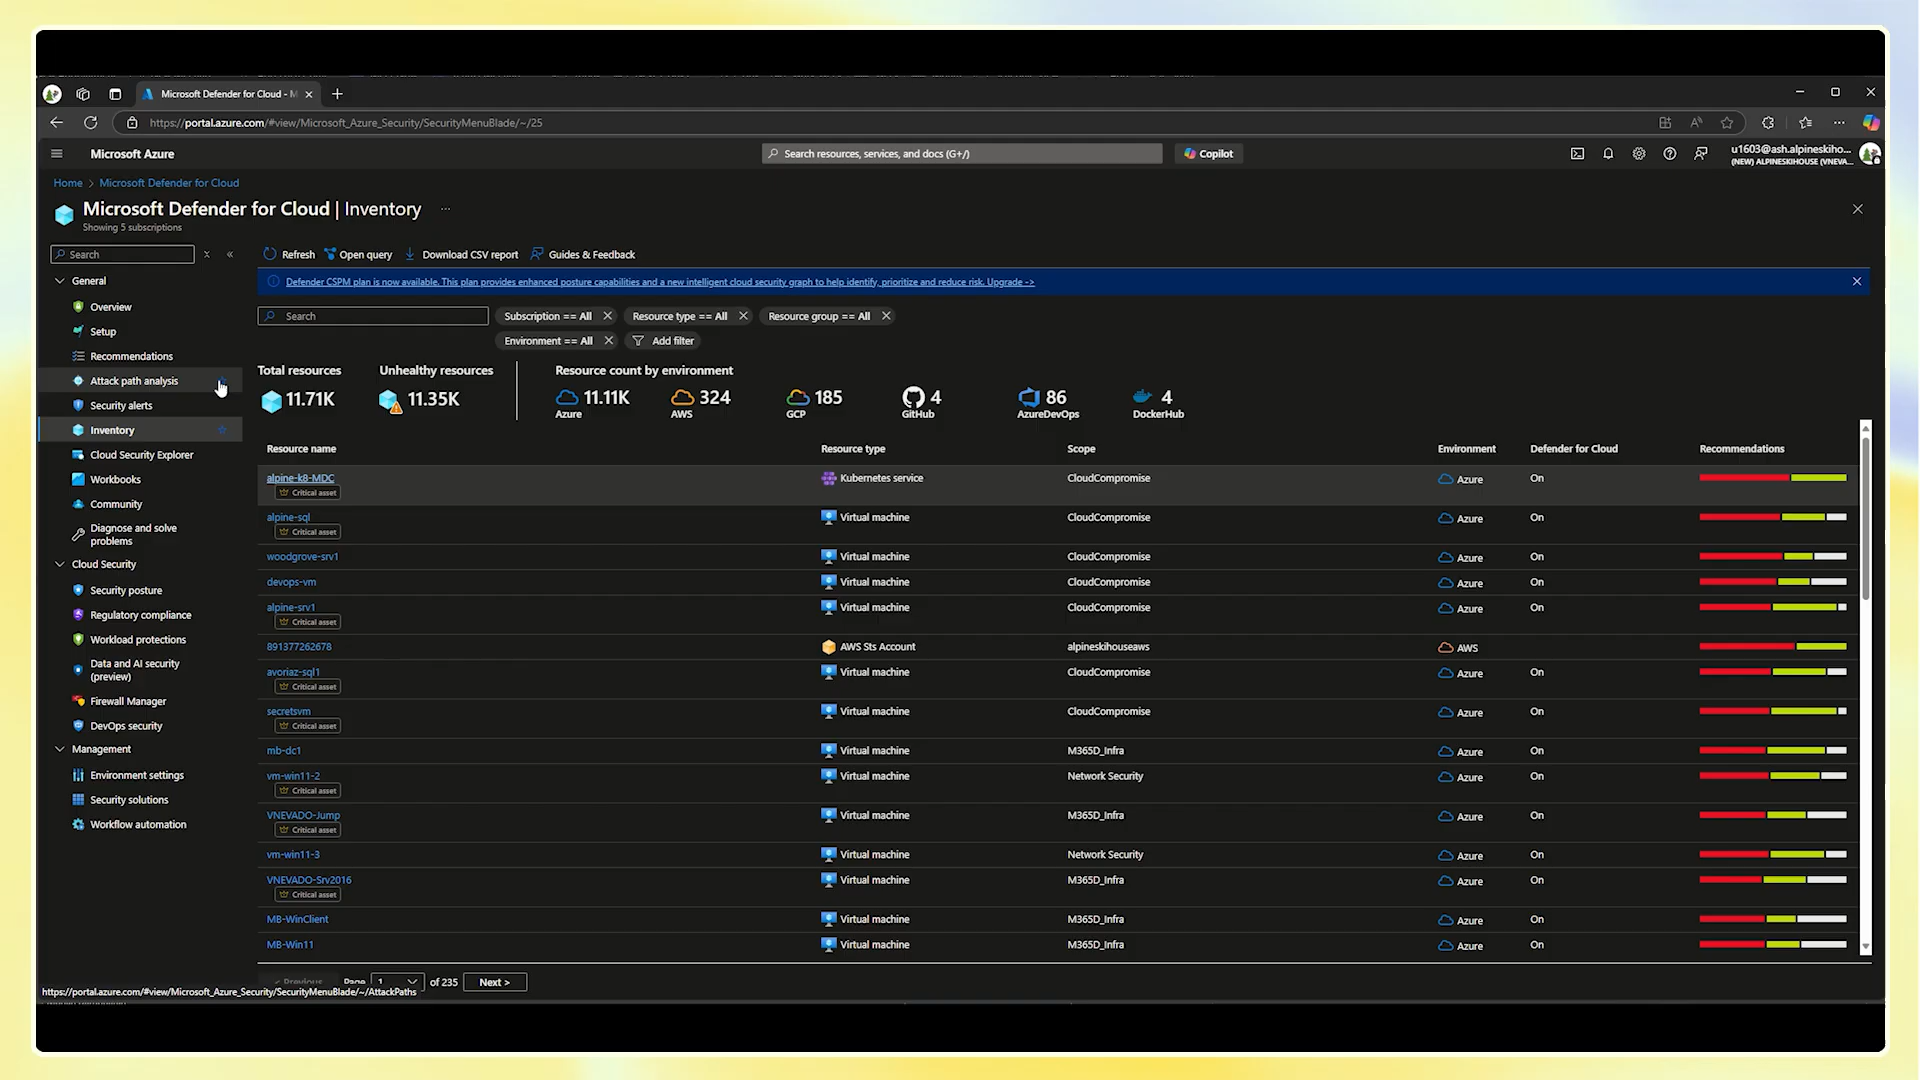 Microsoft Defender for Cloud - M
https://portal.azure.com/#view/Microsoft_Azure_Security/SecurityMenuBlade/~/25
Microsoft Azure
Search resources, services, and docs (G+/)
Copilot
u1603@ash.alpineskiho...
(NEW) ALPINESKIHOUSE (VNEVA...
Home > Microsoft Defender for Cloud
Microsoft Defender for Cloud | Inventory ...
Showing 5 subscriptions
Search
General
Overview
Setup
Recommendations
Attack path analysis
Security alerts
Inventory
Cloud Security Explorer
Workbooks
Community
Diagnose and solve
problems
Cloud Security
Security posture
Regulatory compliance
Workload protections
Data and AI security
(preview)
Firewall Manager
DevOps security
Management
Environment settings
Security solutions
Workflow automation
Refresh Open query Download CSV report Guides & Feedback
Defender CSPM plan is now available. This plan provides enhanced posture capabilities and a new intelligent cloud security graph to help identify, prioritize and reduce risk. Upgrade ->
Search
Subscription == All
Resource type == All
Resource group == All
Environment == All
Add filter
Total resources
11.71K
Unhealthy resources
11.35K
Resource count by environment
11.11K
Azure
324
AWS
185
GCP
4
GitHub
86
AzureDevOps
4
DockerHub
Resource name Resource type Scope Environment Defender for Cloud Recommendations
alpine-k8-MDC Kubernetes service CloudCompromise Azure On
Critical asset
alpine-sql Virtual machine CloudCompromise Azure On
Critical asset
woodgrove-srv1 Virtual machine CloudCompromise Azure On
devops-vm Virtual machine CloudCompromise Azure On
alpine-srv1 Virtual machine CloudCompromise Azure On
Critical asset
891377262678 AWS Sts Account alpineskihouseaws AWS
avoriaz-sql1 Virtual machine CloudCompromise Azure On
Critical asset
secretsvm Virtual machine CloudCompromise Azure On
Critical asset
mb-dc1 Virtual machine M365D_Infra Azure On
vm-win11-2 Virtual machine Network Security Azure On
Critical asset
VNEVADO-Jump Virtual machine M365D_Infra Azure On
Critical asset
vm-win11-3 Virtual machine Network Security Azure On
VNEVADO-Srv2016 Virtual machine M365D_Infra Azure On
Critical asset
MB-WinClient Virtual machine M365D_Infra Azure On
MB-Win11 Virtual machine M365D_Infra Azure On
< Previous Page 1 of 235 Next >
https://portal.azure.com/#view/Microsoft_Azure_Security/SecurityMenuBlade/~/AttackPaths